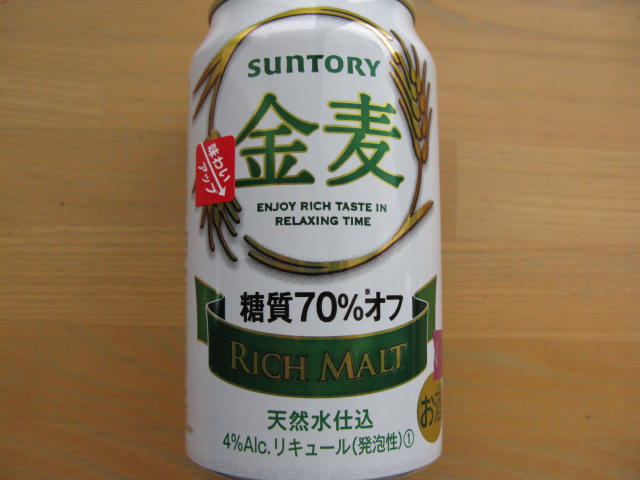 SUNTORY
金麦
味わい
アップ
ENJOY RICH TASTE IN
RELAXING TIME
糖質70%※オフ
RICH MALT
天然水仕込
4%Alc. リキュール(発泡性)①
お酒